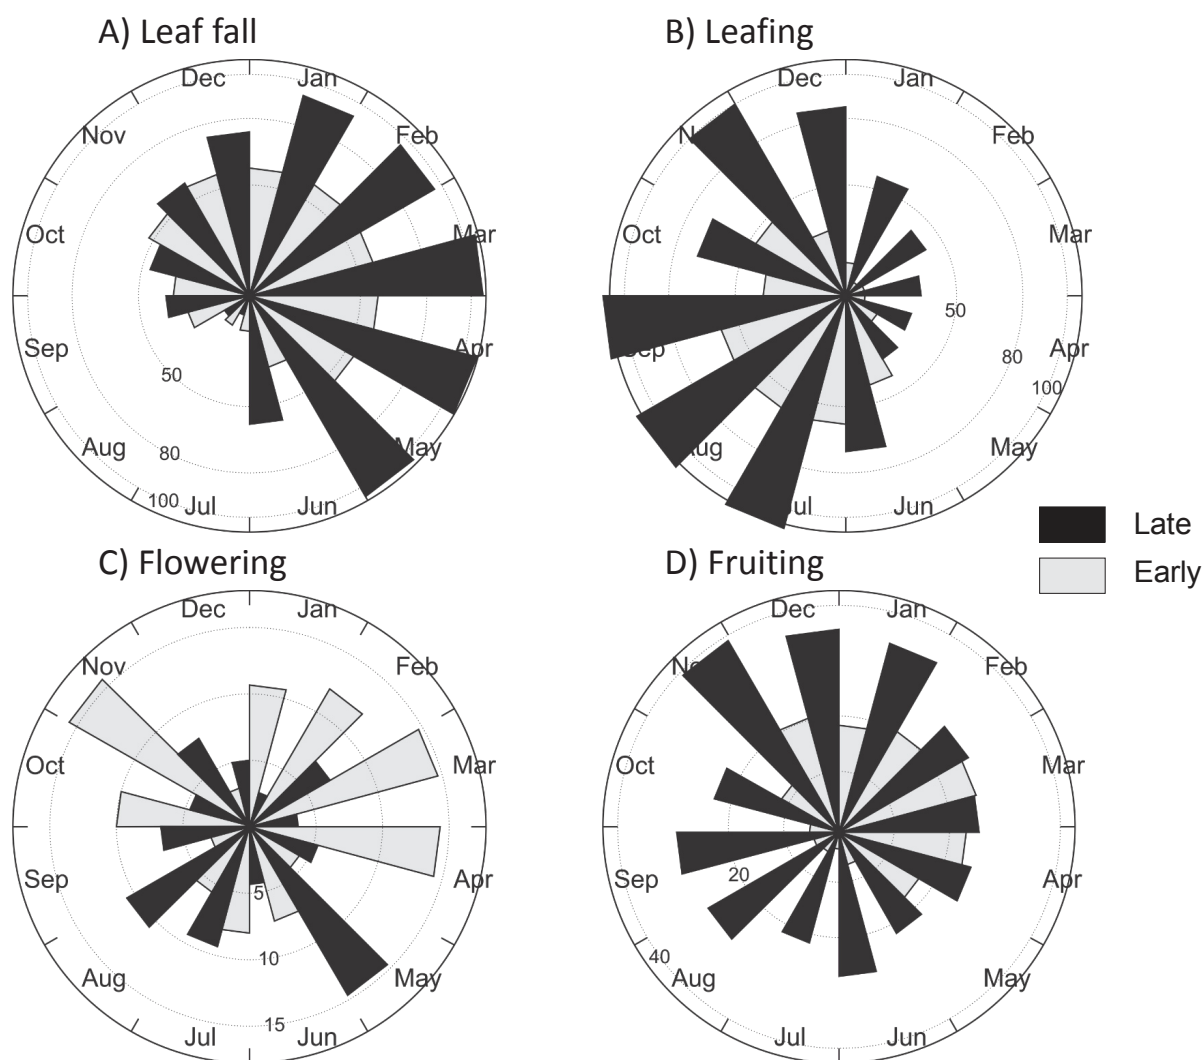 A) Leaf fall
Dec
Jan
Nov
Feb
Oct
Mar
Sep
Apr
50
Aug
80
May
100
Jul
Jun
B) Leafing
Dec
Jan
Feb
Oct
Mar
50
Sep
80
Apr
100
May
Jun
Late
Early
C) Flowering
Dec
Jan
Nov
Feb
Oct
Mar
Sep
Apr
5
10
Aug
May
15
Jul
Jun
D) Fruiting
Dec
Jan
Feb
Oct
Mar
Sep
20
Apr
40
Aug
May
Jul
Jun